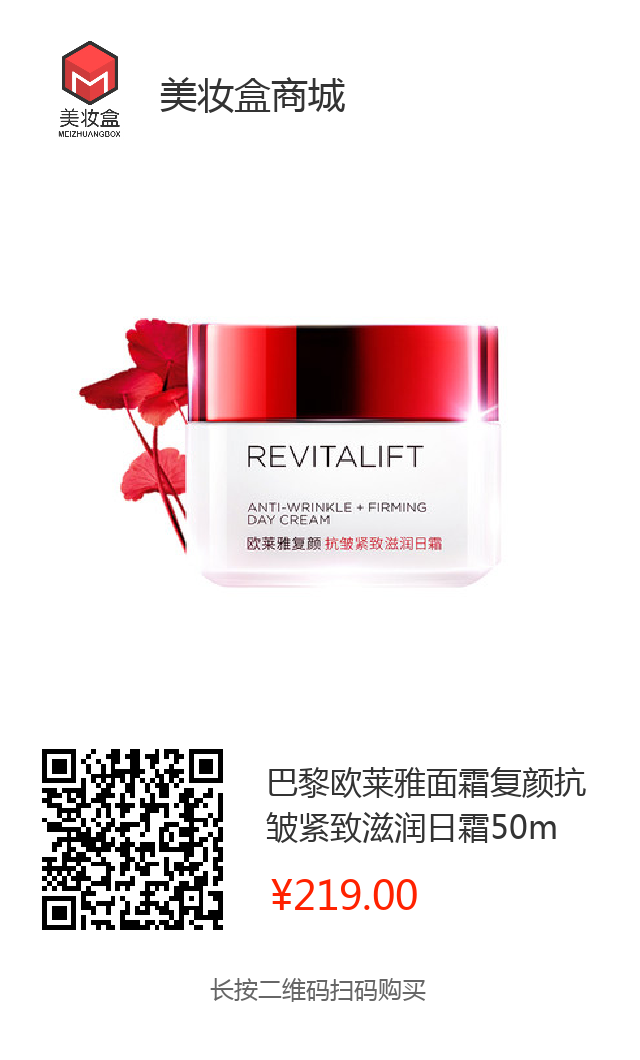 美妆盒
MEIZHUANGBOX
美妆盒商城
REVITALIFT
ANTI-WRINKLE + FIRMING
DAY CREAM
欧莱雅复颜 抗皱紧致滋润日霜
巴黎欧莱雅面霜复颜抗
皱紧致滋润日霜50m
¥219.00
长按二维码扫码购买